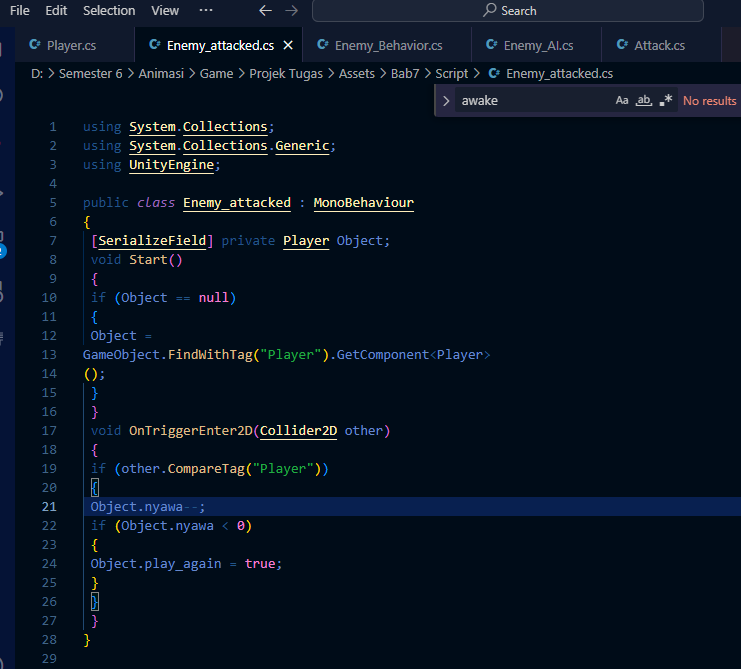 File Edit Selection View ... Search
Player.cs Enemy_attacked.cs Enemy_Behavior.cs Enemy_AI.cs Attack.cs
D: > Semester 6 > Animasi > Game > Projek Tugas > Assets > Bab7 > Script > Enemy_attacked.cs
awake Aa ab .* No results
1 using System.Collections;
2 using System.Collections.Generic;
3 using UnityEngine;
4
5 public class Enemy_attacked : MonoBehaviour
6 {
7 [SerializeField] private Player Object;
8 void Start()
9 {
10 if (Object == null)
11 {
12 Object =
13 GameObject.FindWithTag("Player").GetComponent<Player>
14 ();
15 }
16 }
17 void OnTriggerEnter2D(Collider2D other)
18 {
19 if (other.CompareTag("Player"))
20 {
21 Object.nyawa--;
22 if (Object.nyawa < 0)
23 {
24 Object.play_again = true;
25 }
26 }
27 }
28 }
29